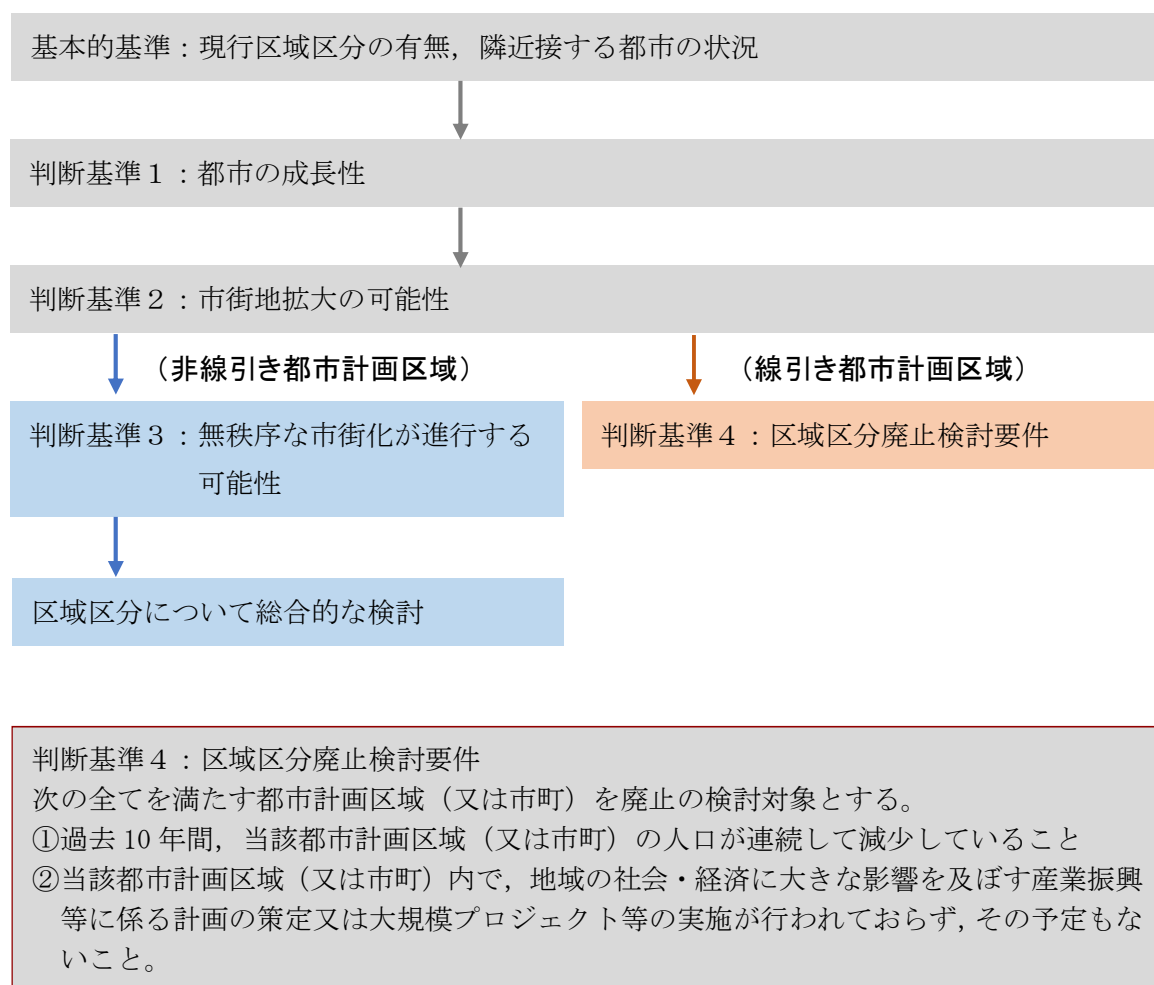 基本的基準：現行区域区分の有無，隣近接する都市の状況
判断基準１：都市の成長性
判断基準２：市街地拡大の可能性
（非線引き都市計画区域）
（線引き都市計画区域）
判断基準３：無秩序な市街化が進行する
可能性
判断基準４：区域区分廃止検討要件
区域区分について総合的な検討
判断基準４：区域区分廃止検討要件
次の全てを満たす都市計画区域（又は市町）を廃止の検討対象とする。
①過去 10 年間，当該都市計画区域（又は市町）の人口が連続して減少していること
②当該都市計画区域（又は市町）内で，地域の社会・経済に大きな影響を及ぼす産業振興
等に係る計画の策定又は大規模プロジェクト等の実施が行われておらず，その予定もな
いこと。